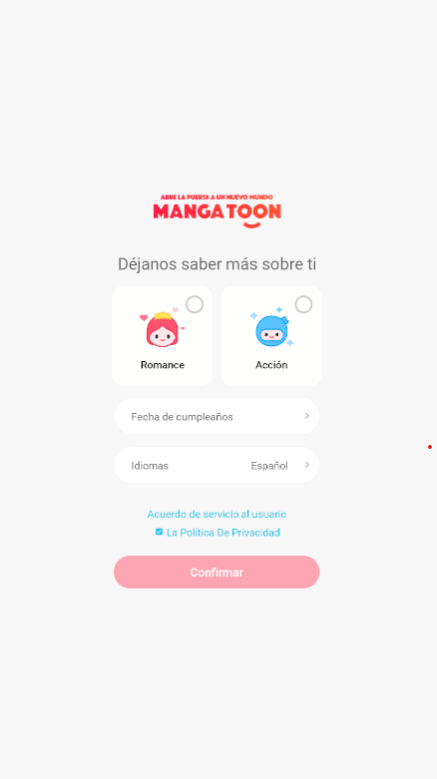 ABRE LA PUERTA A UN NUEVO MUNDO
MANGATOON
Déjanos saber más sobre ti
Romance
Acción
Fecha de cumpleaños
Idiomas Español
Acuerdo de servicio al usuario
La Política De Privacidad
Confirmar